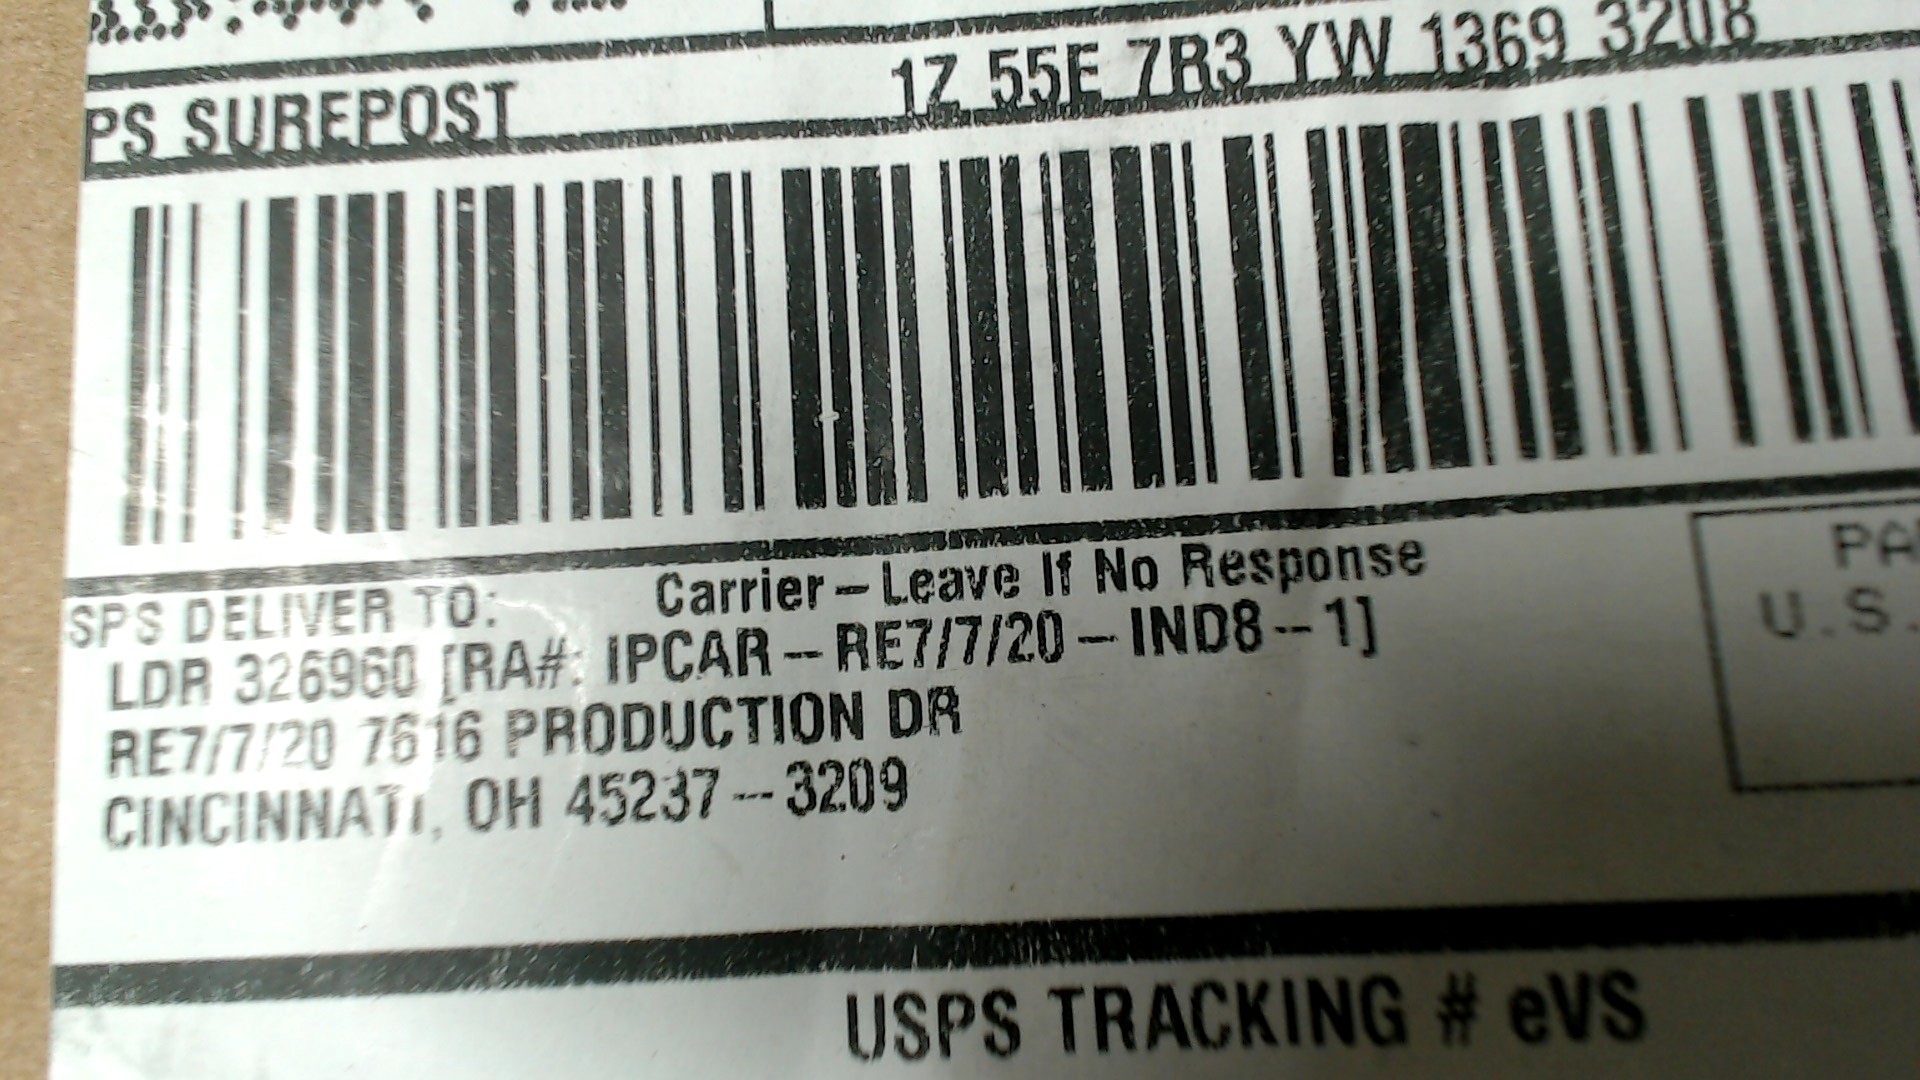 PS SUREPOST
1Z 55E 7R3 YW 1369 3208
SPS DELIVER TO:
Carrier–Leave If No Response
LDR 326960 [RA#: IPCAR--RE7/7/20–IND8--1]
RE7/7/20 7616 PRODUCTION DR
CINCINNATI, OH 45237--3209
PA
U.S.
USPS TRACKING # eVS